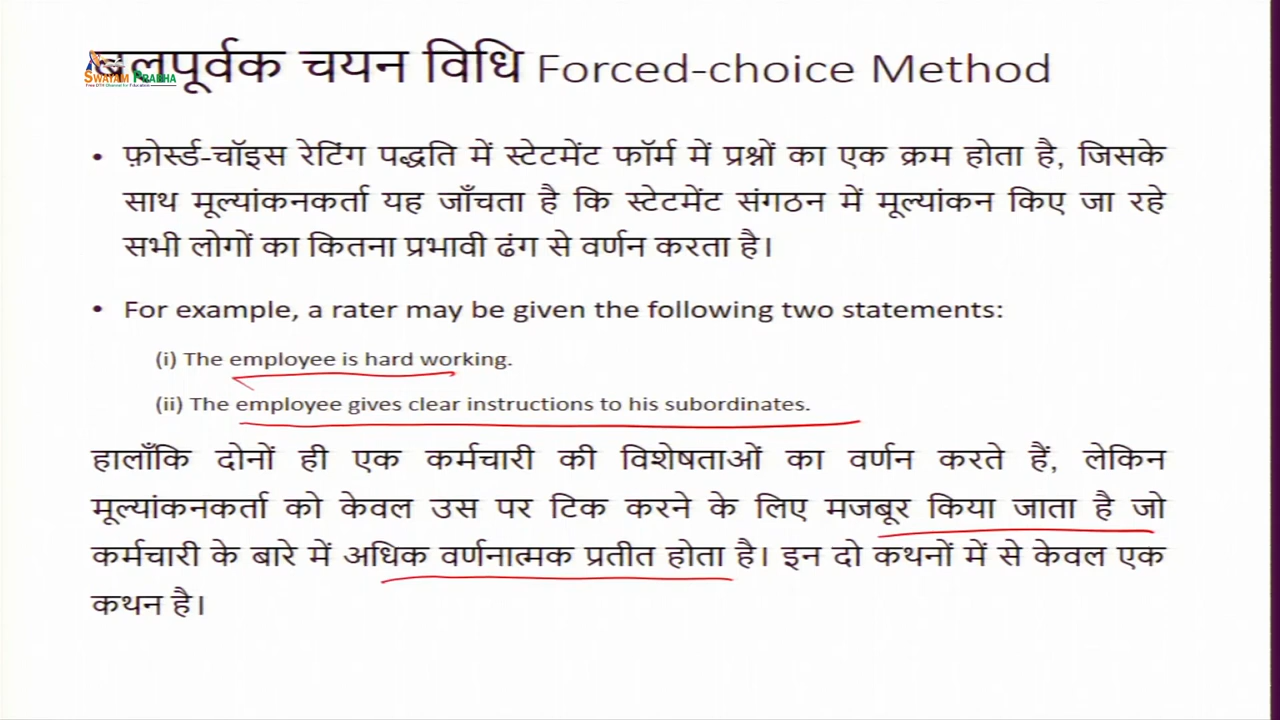 बलपूर्वक चयन विधि Forced-choice Method
SWAYAM PRABHA
• फ़ोर्स्ड-चॉइस रेटिंग पद्धति में स्टेटमेंट फॉर्म में प्रश्नों का एक क्रम होता है, जिसके
साथ मूल्यांकनकर्ता यह जाँचता है कि स्टेटमेंट संगठन में मूल्यांकन किए जा रहे
सभी लोगों का कितना प्रभावी ढंग से वर्णन करता है।
• For example, a rater may be given the following two statements:
(i) The employee is hard working.
(ii) The employee gives clear instructions to his subordinates.
हालाँकि दोनों ही एक कर्मचारी की विशेषताओं का वर्णन करते हैं, लेकिन
मूल्यांकनकर्ता को केवल उस पर टिक करने के लिए मजबूर किया जाता है जो
कर्मचारी के बारे में अधिक वर्णनात्मक प्रतीत होता है। इन दो कथनों में से केवल एक
कथन है।